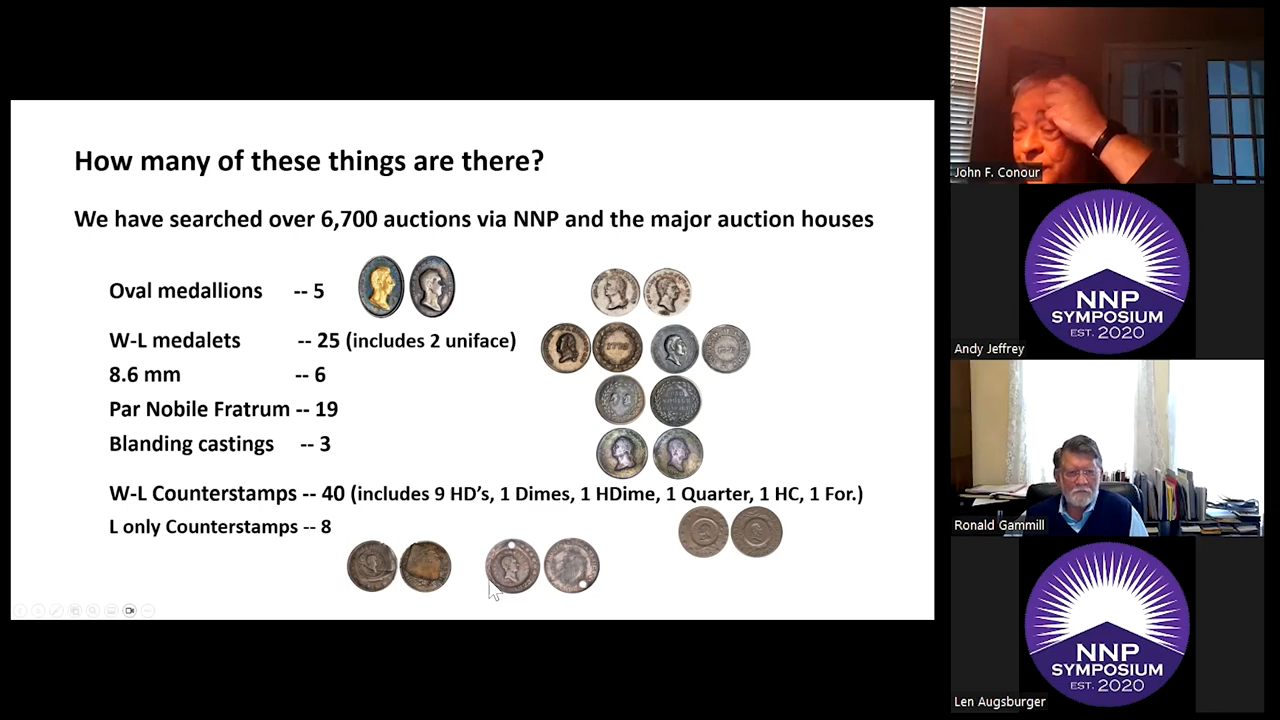 How many of these things are there?
We have searched over 6,700 auctions via NNP and the major auction houses
Oval medallions -- 5
W-L medalets -- 25 (includes 2 uniface)
8.6 mm -- 6
Par Nobile Fratrum -- 19
Blanding castings -- 3
W-L Counterstamps -- 40 (includes 9 HD's, 1 Dimes, 1 HDime, 1 Quarter, 1 HC, 1 For.)
L only Counterstamps -- 8
John F. Conour
NNP
SYMPOSIUM
EST. 2020
Andy Jeffrey
Ronald Gammill
NNP
SYMPOSIUM
EST. 2020
Len Augsburger